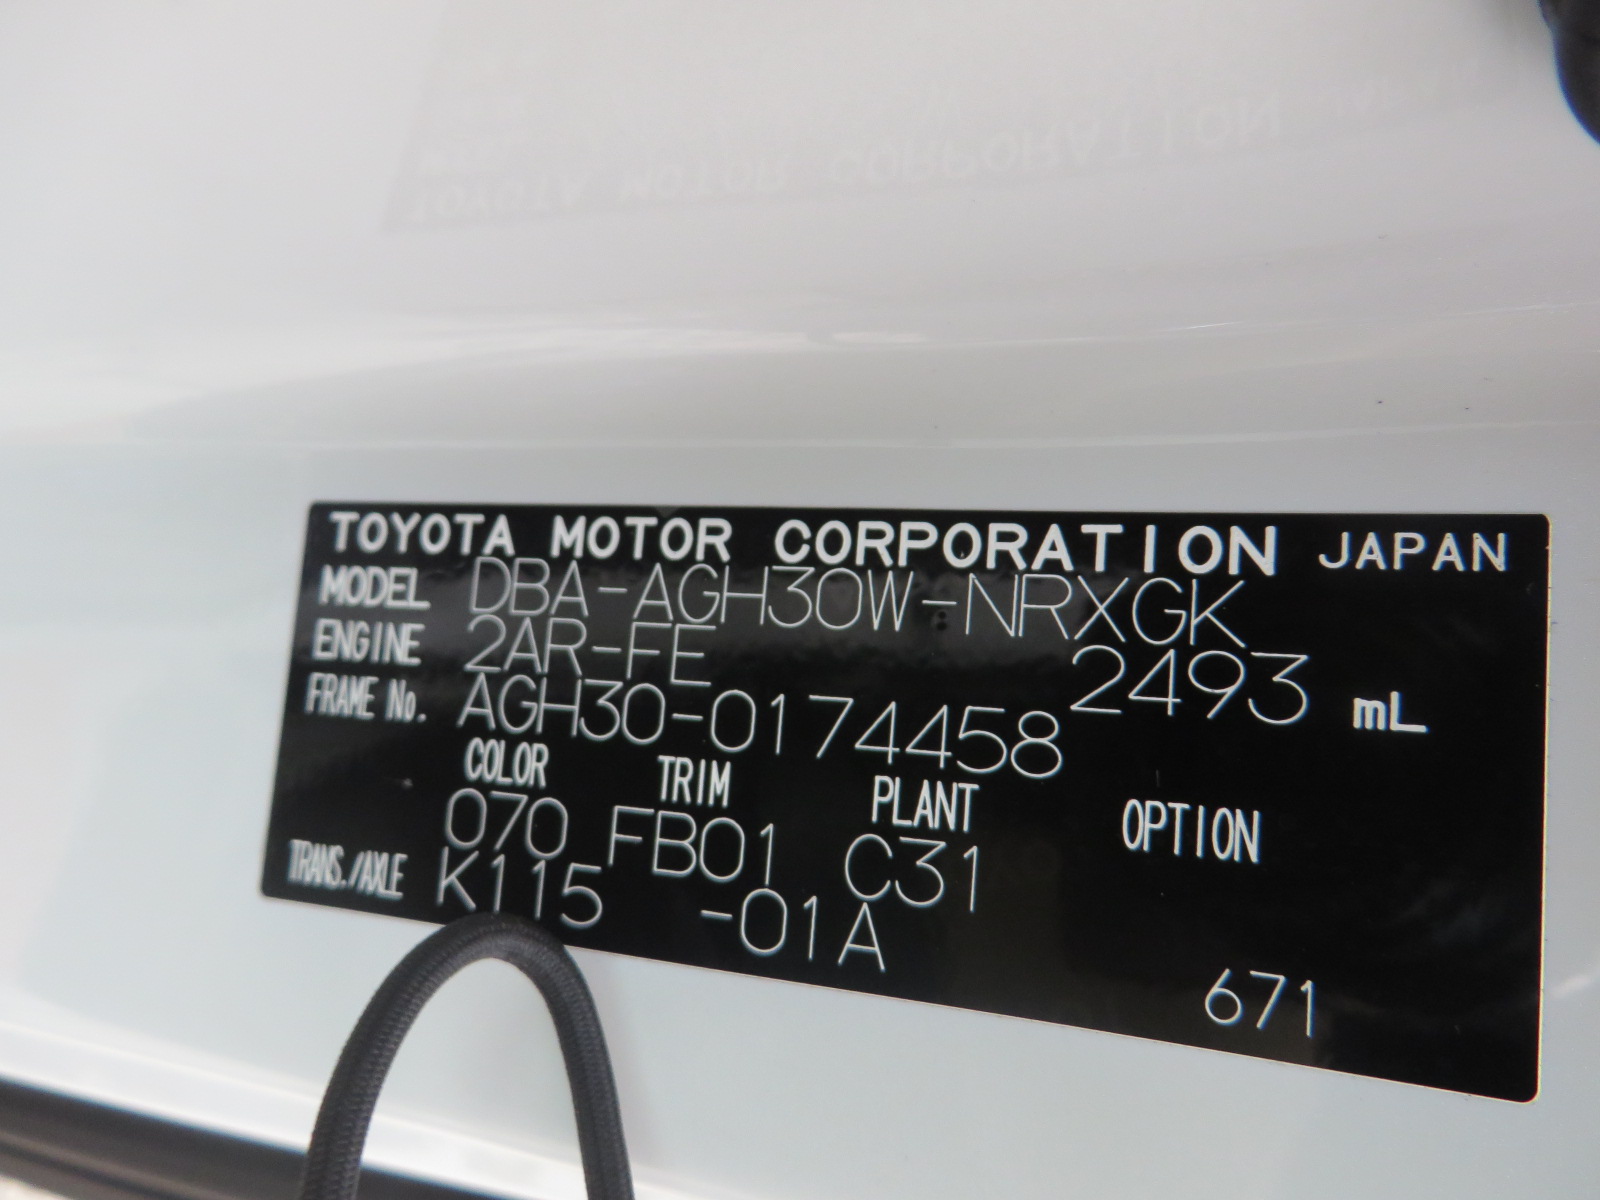 TOYOTA MOTOR CORPORATION JAPAN
MODEL DBA-AGH30W-NRXGK
ENGINE 2AR-FE 2493 mL
FRAME No. AGH30-0174458
COLOR TRIM PLANT OPTION
070 FB01 C31
TRANS./AXLE K115 -01A
671